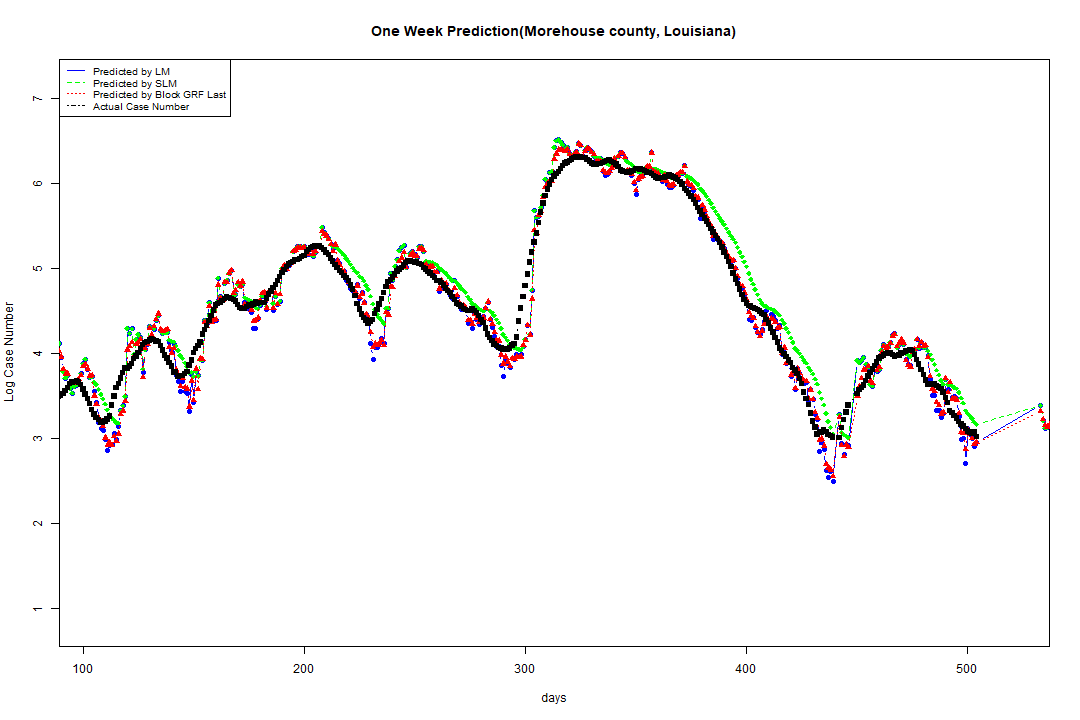 One Week Prediction(Morehouse county, Louisiana)
Predicted by LM
Predicted by SLM
Predicted by Block GRF Last
Actual Case Number
7
6
5
4
3
2
1
Log Case Number
100 200 300 400 500
days